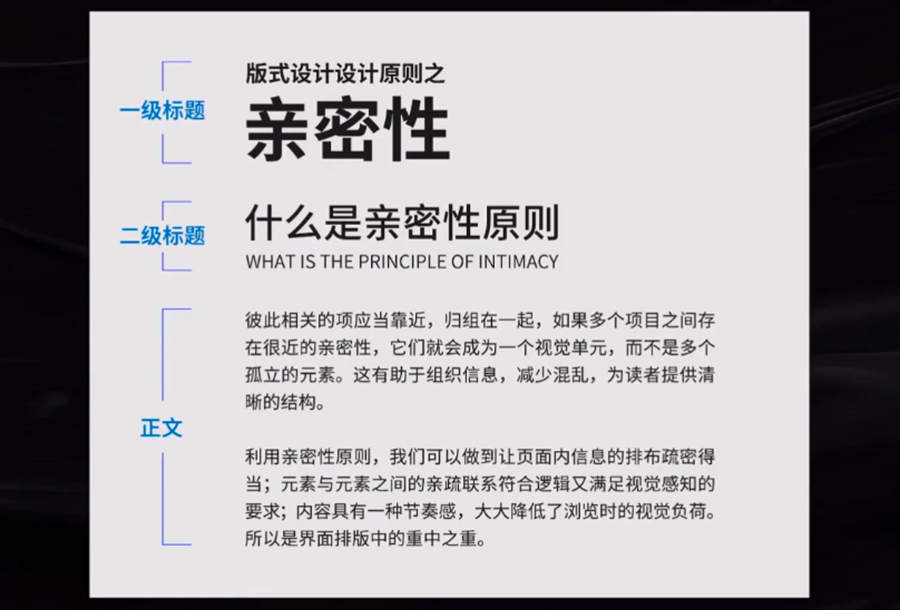 版式设计设计原则之
一级标题
亲密性
什么是亲密性原则
二级标题
WHAT IS THE PRINCIPLE OF INTIMACY
彼此相关的项应当靠近，归组在一起，如果多个项目之间存
在很近的亲密性，它们就会成为一个视觉单元，而不是多个
孤立的元素。这有助于组织信息，减少混乱，为读者提供清
晰的结构。
正文
利用亲密性原则，我们可以做到让页面内信息的排布疏密得
当；元素与元素之间的亲疏联系符合逻辑又满足视觉感知的
要求；内容具有一种节奏感，大大降低了浏览时的视觉负荷。
所以是界面排版中的重中之重。